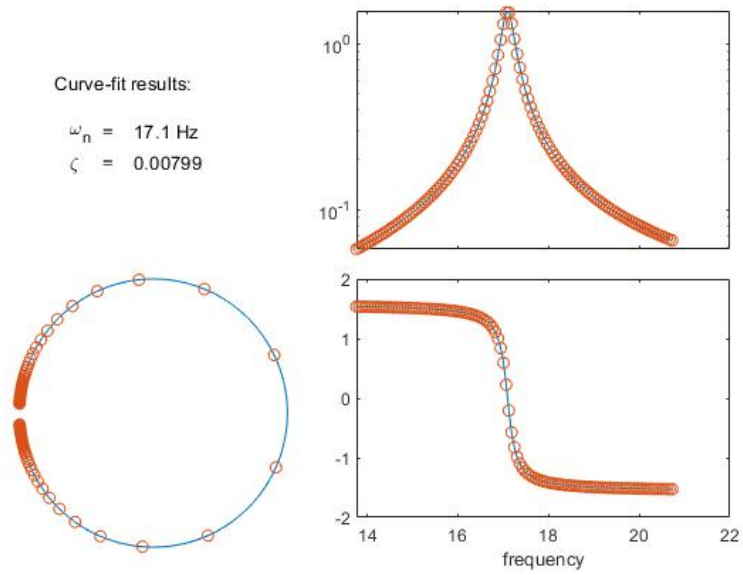 Curve-fit results:
ωn = 17.1 Hz
ζ = 0.00799
10^0
10^-1
2
1
0
-1
-2
14 16 18 20 22
frequency